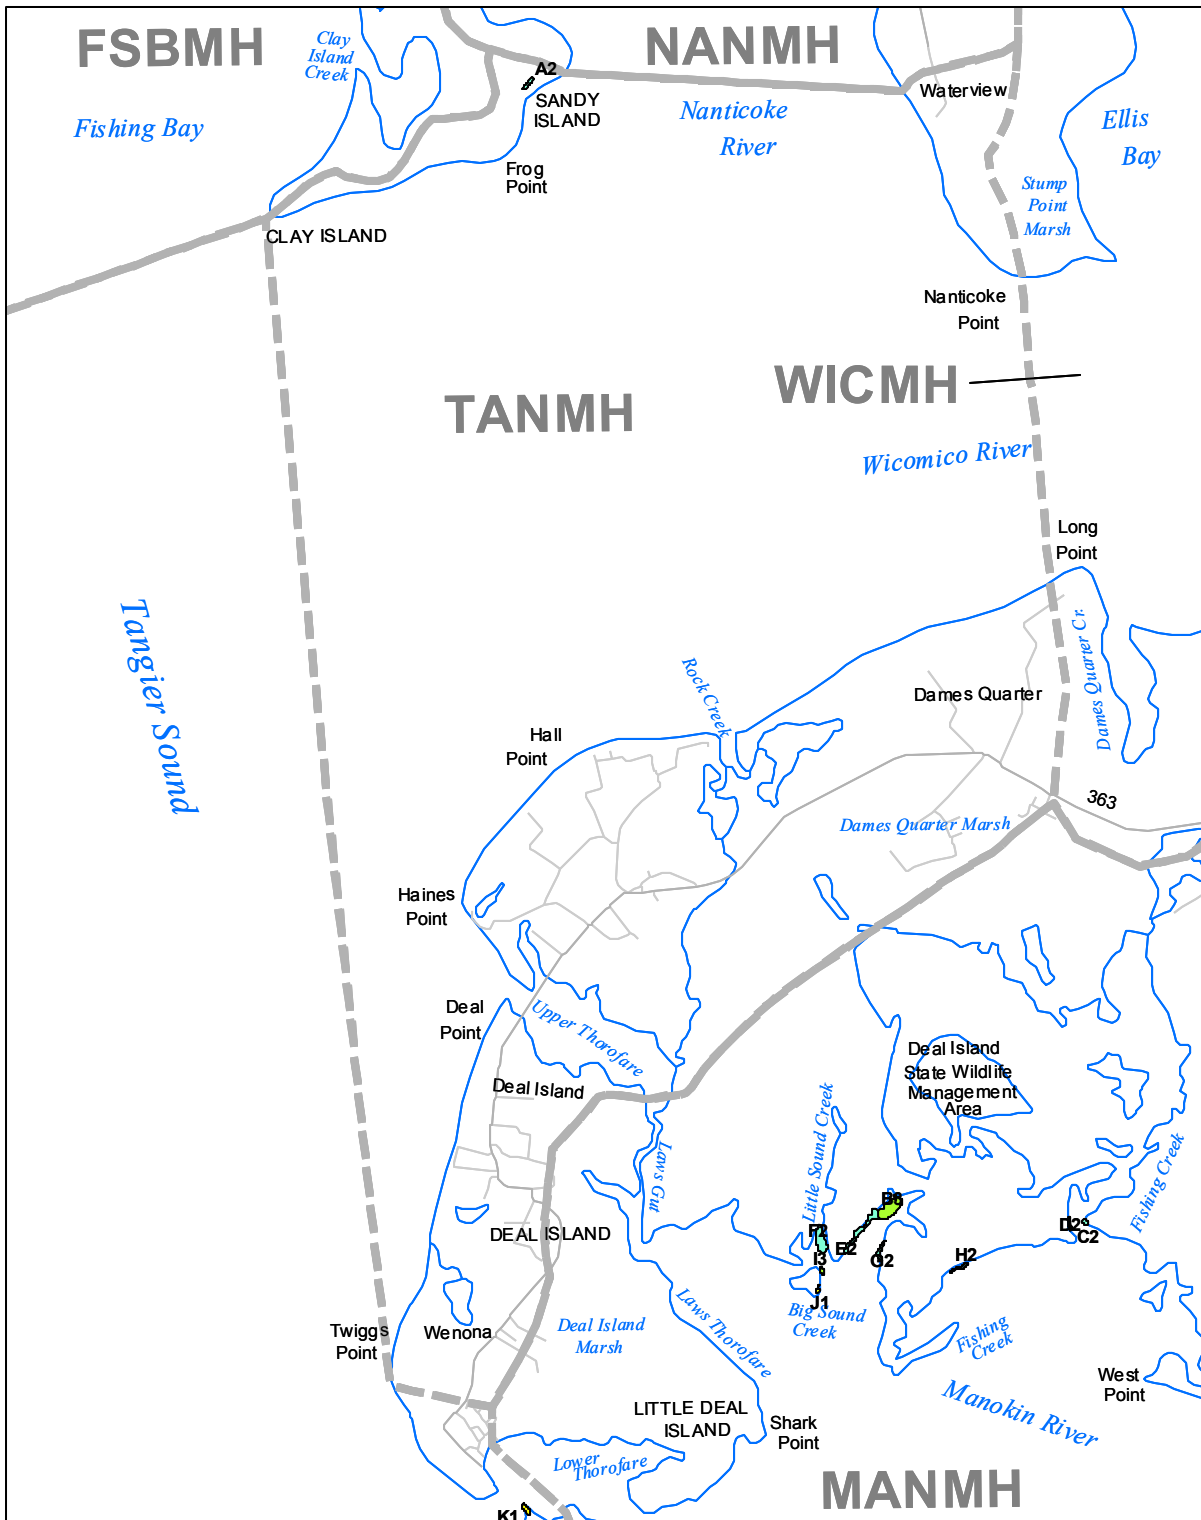 FSBMH
Clay
Island
Creek
NANMH
A2
SANDY
ISLAND
Fishing Bay
Nanticoke
River
Waterview
Ellis
Bay
Frog
Point
Stump
Point
Marsh
CLAY ISLAND
Nanticoke
Point
WICMH
TANMH
Wicomico River
Long
Point
Tangier Sound
Dames Quarter Cr.
Rock Creek
Dames Quarter
Hall
Point
363
Dames Quarter Marsh
Haines
Point
Deal
Point
Upper Thorofare
Deal Island
State Wildlife
Management
Area
Deal Island
Laws Gut
Little Sound Creek
Fishing Creek
DEAL ISLAND
F2
E2
G2
I3
J1
H2
D2
C2
Big Sound
Creek
Laws Thorofare
Twiggs
Point
Wenona
Deal Island
Marsh
Fishing
Creek
West
Point
Manokin River
LITTLE DEAL
ISLAND
Shark
Point
Lower
Thorofare
MANMH
K1